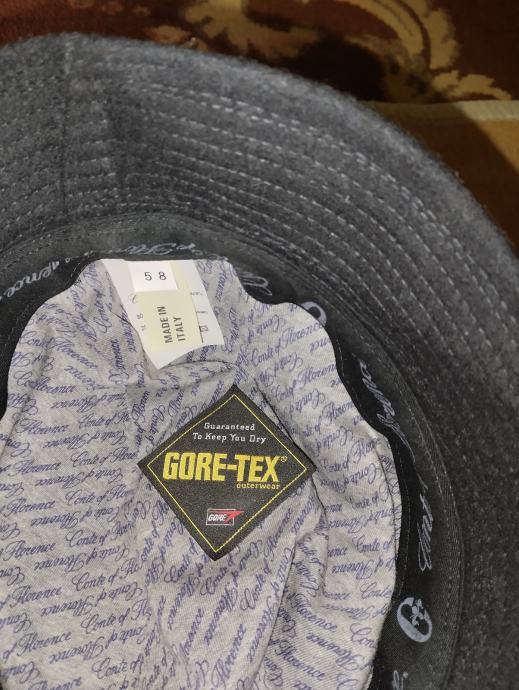 58
MADE IN
ITALY
Guaranteed
To Keep You Dry
GORE-TEX®
outerwear
GORE
Conte of Florence